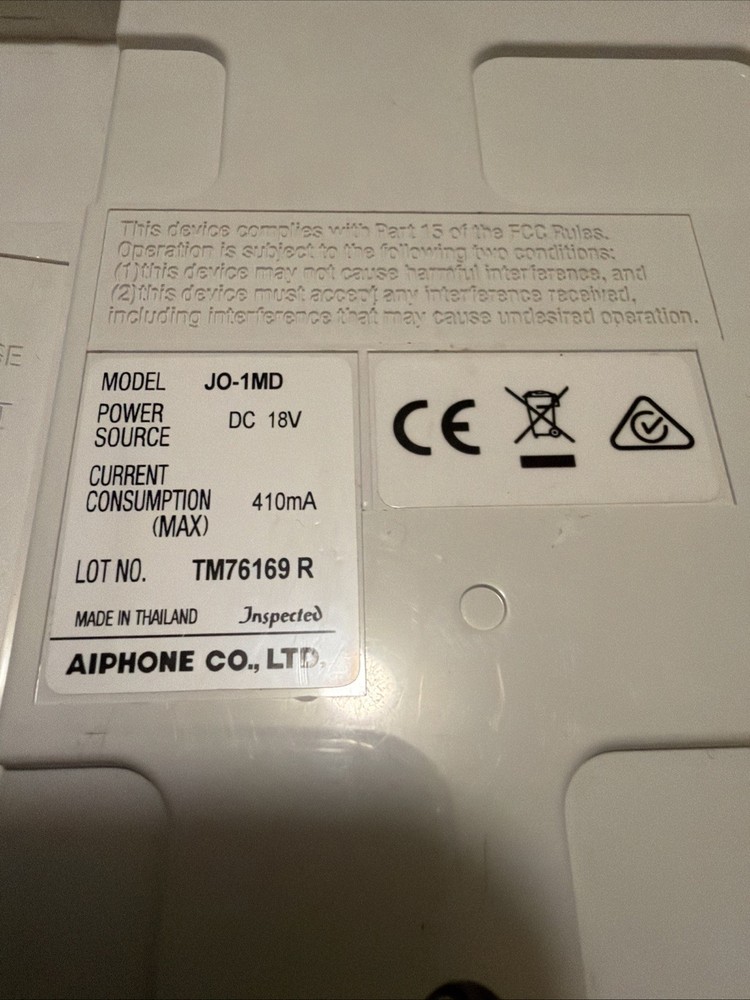 This device complies with Part 15 of the FCC Rules.
Operation is subject to the following two conditions:
(1)this device may not cause harmful interference, and
(2)this device must accept any interference received,
including interference that may cause undesired operation.
MODEL JO-1MD
POWER
SOURCE DC 18V
CURRENT
CONSUMPTION 410mA
(MAX)
LOT NO. TM76169 R
MADE IN THAILAND Inspected
AIPHONE CO., LTD.
CE